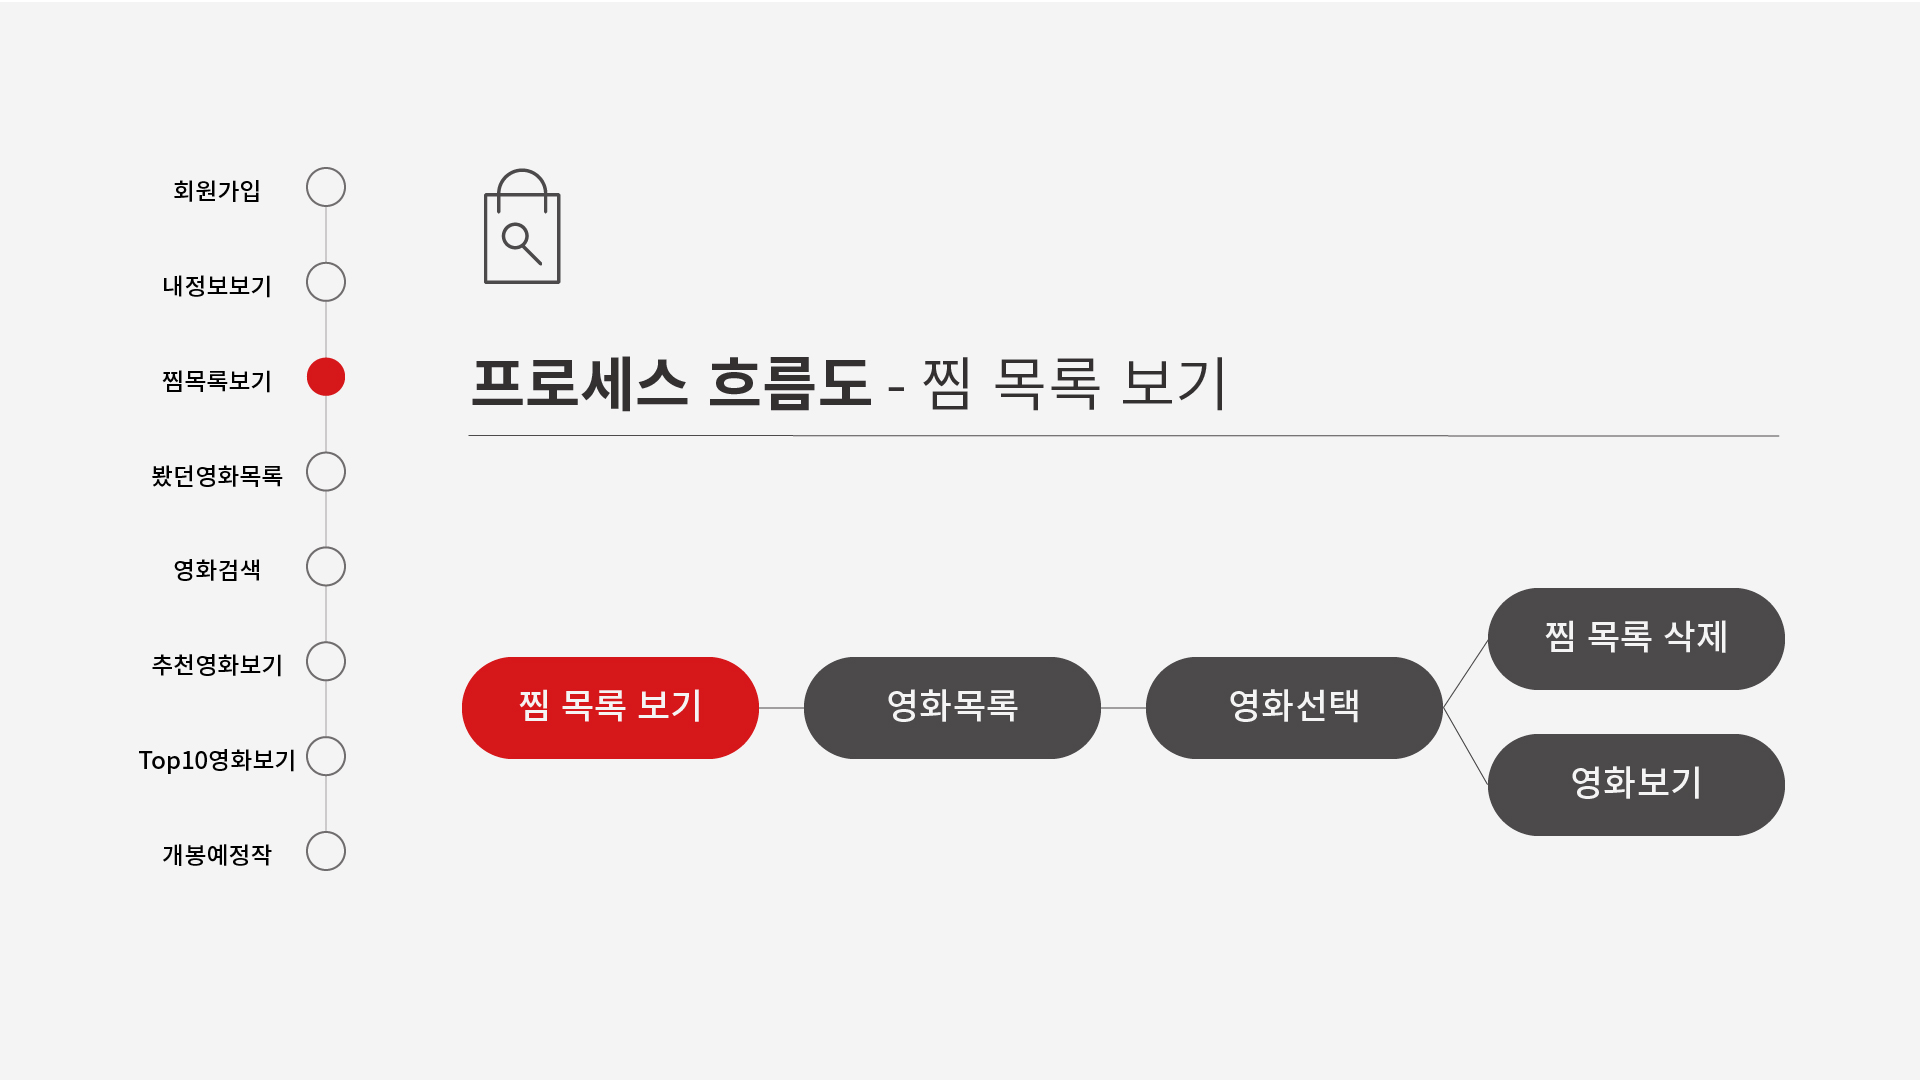 회원가입
내정보보기
찜목록보기
봤던영화목록
영화검색
추천영화보기
Top10영화보기
개봉예정작
프로세스 흐름도 - 찜 목록 보기
찜 목록 보기
영화목록
영화선택
찜 목록 삭제
영화보기